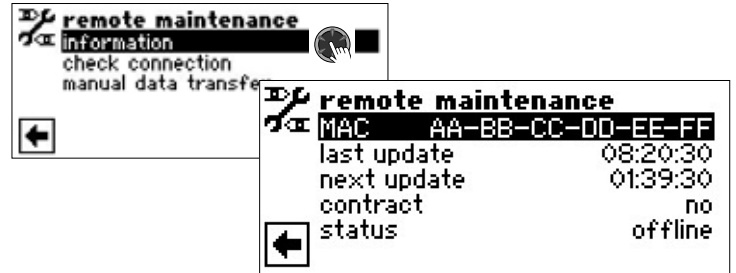 remote maintenance
information
check connection
manual data transfe
remote maintenance
MAC AA-BB-CC-DD-EE-FF
last update 08:20:30
next update 01:39:30
contract no
status offline